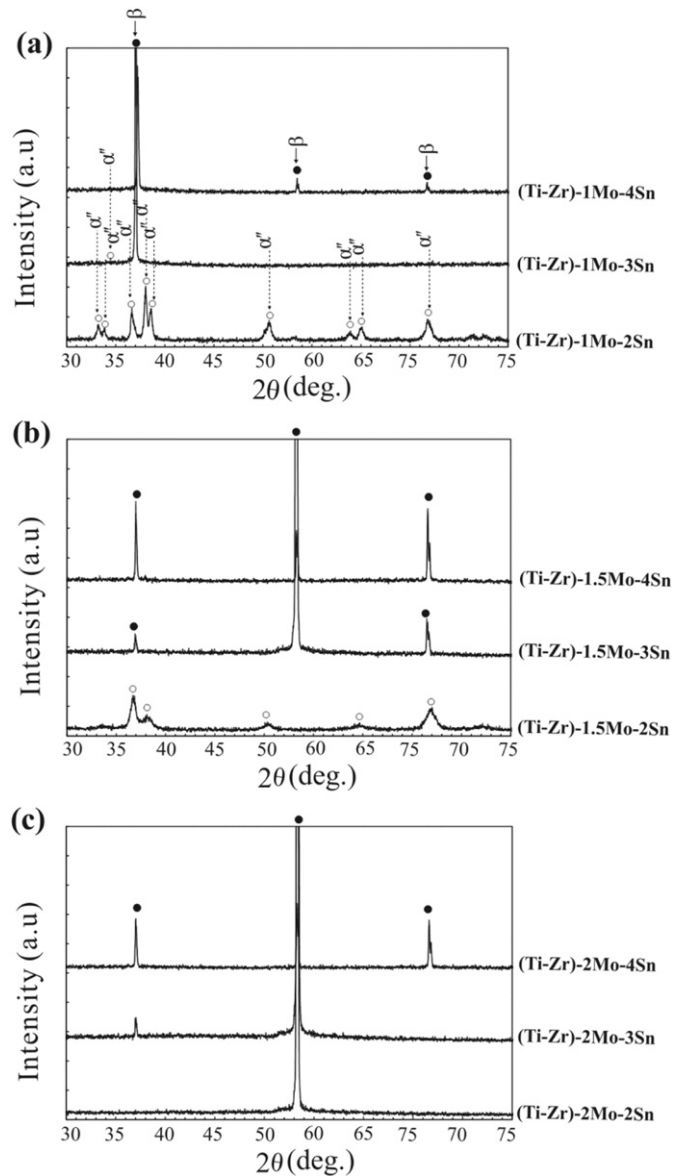 (a)
β
α″
α″
α″
α″
α″
α″
α″
α″
α″
α″
β
β
Intensity (a.u)
(Ti-Zr)-1Mo-4Sn
(Ti-Zr)-1Mo-3Sn
(Ti-Zr)-1Mo-2Sn
30 35 40 45 50 55 60 65 70 75
2θ(deg.)
(b)
Intensity (a.u)
(Ti-Zr)-1.5Mo-4Sn
(Ti-Zr)-1.5Mo-3Sn
(Ti-Zr)-1.5Mo-2Sn
30 35 40 45 50 60 65 70 75
2θ(deg.)
(c)
Intensity (a.u)
(Ti-Zr)-2Mo-4Sn
(Ti-Zr)-2Mo-3Sn
(Ti-Zr)-2Mo-2Sn
30 35 40 45 50 60 65 70 75
2θ(deg.)